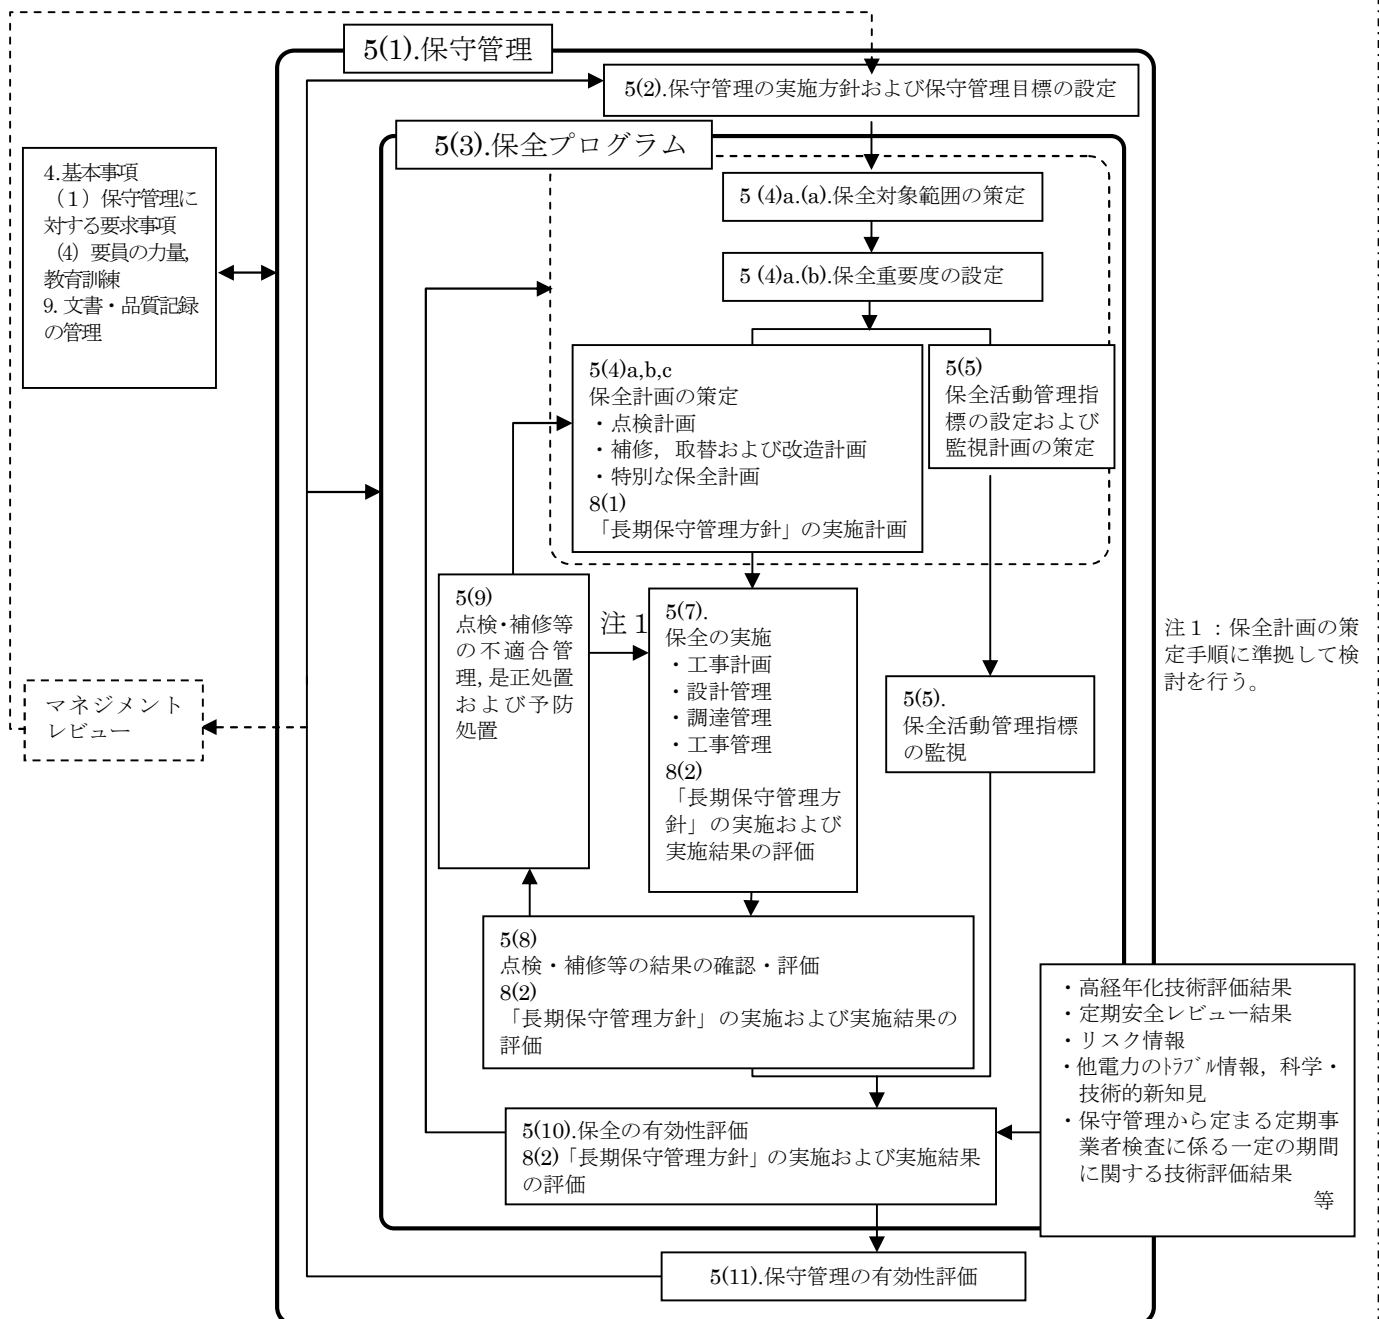 5(1).保守管理
5(2).保守管理の実施方針および保守管理目標の設定
5(3).保全プログラム
4.基本事項
（1）保守管理に
対する要求事項
(4) 要員の力量,
教育訓練
9. 文書・品質記録
の管理
5 (4)a.(a).保全対象範囲の策定
5 (4)a.(b).保全重要度の設定
5(4)a,b,c
保全計画の策定
・点検計画
・補修，取替および改造計画
・特別な保全計画
8(1)
「長期保守管理方針」の実施計画
5(5)
保全活動管理指
標の設定および
監視計画の策定
5(9)
点検・補修等
の不適合管
理, 是正処置
および予防
処置
注１
5(7).
保全の実施
・工事計画
・設計管理
・調達管理
・工事管理
8(2)
「長期保守管理方
針」の実施および
実施結果の評価
注１：保全計画の策
定手順に準拠して検
討を行う。
マネジメント
レビュー
5(5).
保全活動管理指標
の監視
5(8)
点検・補修等の結果の確認・評価
8(2)
「長期保守管理方針」の実施および実施結果の
評価
・高経年化技術評価結果
・定期安全レビュー結果
・リスク情報
・他電力のﾄﾗﾌﾞﾙ情報，科学・
技術的新知見
・保守管理から定まる定期事
業者検査に係る一定の期間
に関する技術評価結果
等
5(10).保全の有効性評価
8(2)「長期保守管理方針」の実施および実施結果
の評価
5(11).保守管理の有効性評価